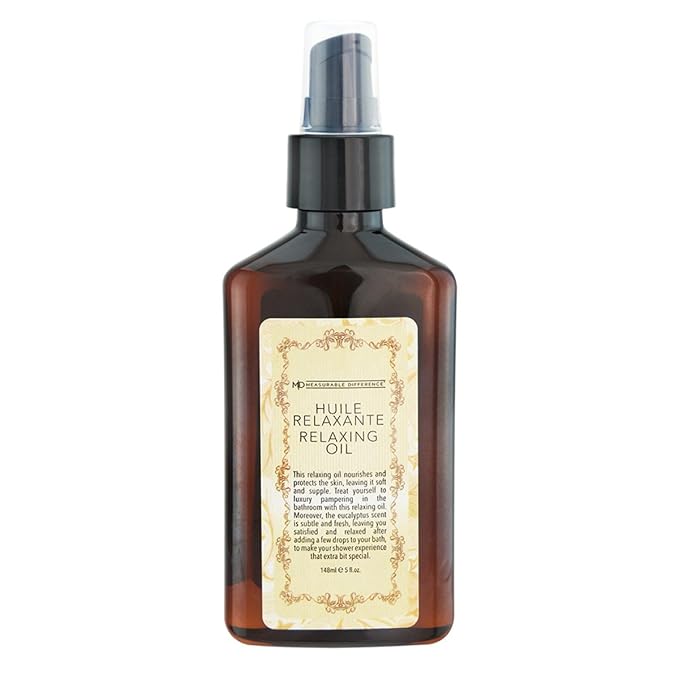 MD MEASURABLE DIFFERENCE
HUILE
RELAXANTE
RELAXING
OIL
This relaxing oil nourishes and
protects the skin, leaving it soft
and supple. Treat yourself to
luxury pampering in the
bathroom with this relaxing oil.
Moreover, the eucalyptus scent
is subtle and fresh, leaving you
satisfied and relaxed after
adding a few drops to your bath,
to make your shower experience
that extra bit special.
148ml ℮ 5 fl.oz.